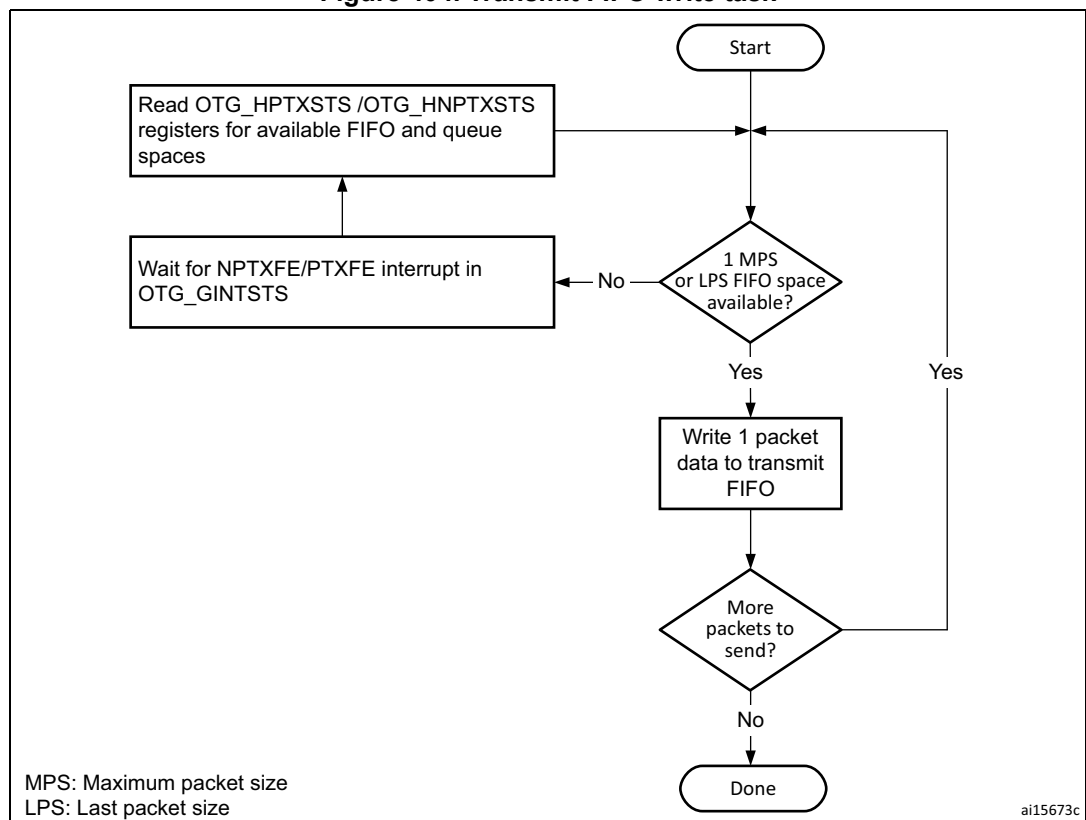 Start
Read OTG_HPTXSTS /OTG_HNPTXSTS
registers for available FIFO and queue
spaces
1 MPS
or LPS FIFO space
available?
No
Wait for NPTXFE/PTXFE interrupt in
OTG_GINTSTS
Yes
Yes
Write 1 packet
data to transmit
FIFO
More
packets to
send?
No
Done
MPS: Maximum packet size
LPS: Last packet size
ai15673c